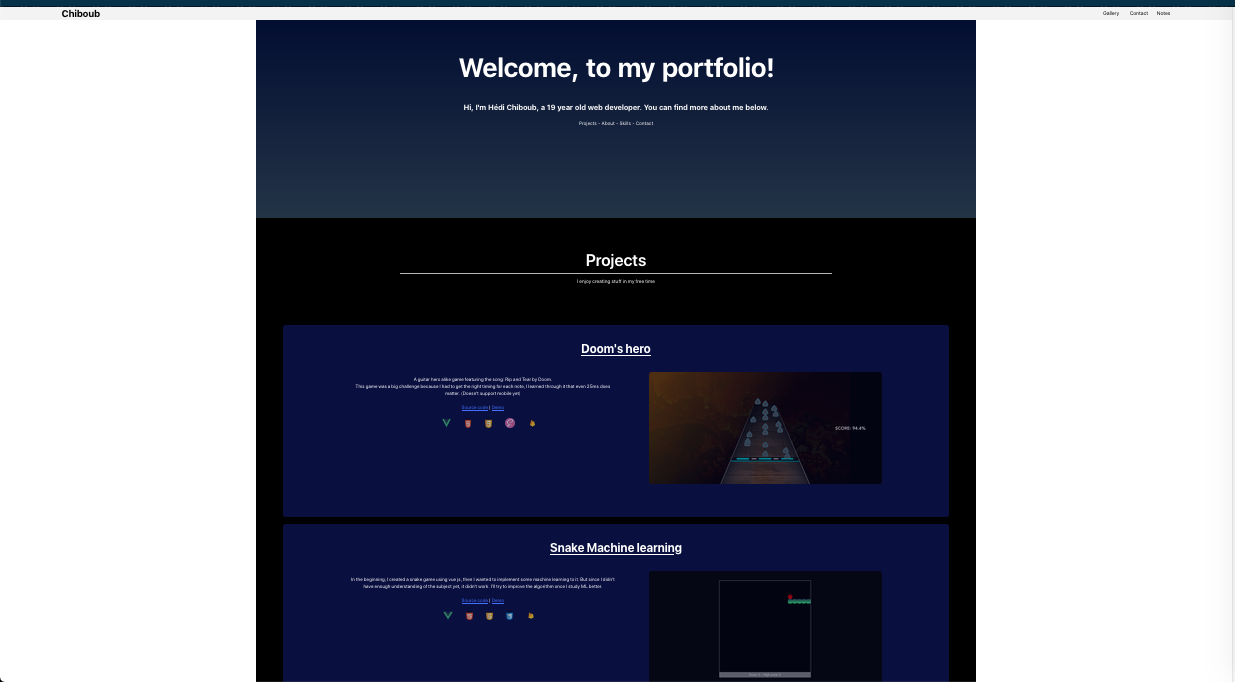 Chiboub
Gallery Contact Notes
Welcome, to my portfolio!
Hi, I'm Hédi Chiboub, a 19 year old web developer. You can find more about me below.
Projects - About - Skills - Contact
Projects
I enjoy creating stuff in my free time
Doom's hero
A guitar hero alike game featuring the song: Rip and Tear by Doom.
This game was a big challenge because I had to get the right timing for each note, I learned through it that even 25ms does
matter. (Doesn't support mobile yet)
Source code | Demo
SCORE: 94.4%
Snake Machine learning
In the beginning, I created a snake game using vue js, then I wanted to implement some machine learning to it. But since I didn't
have enough understanding of the subject yet, it didn't work. I'll try to improve the algorithm once I study ML better.
Source code | Demo